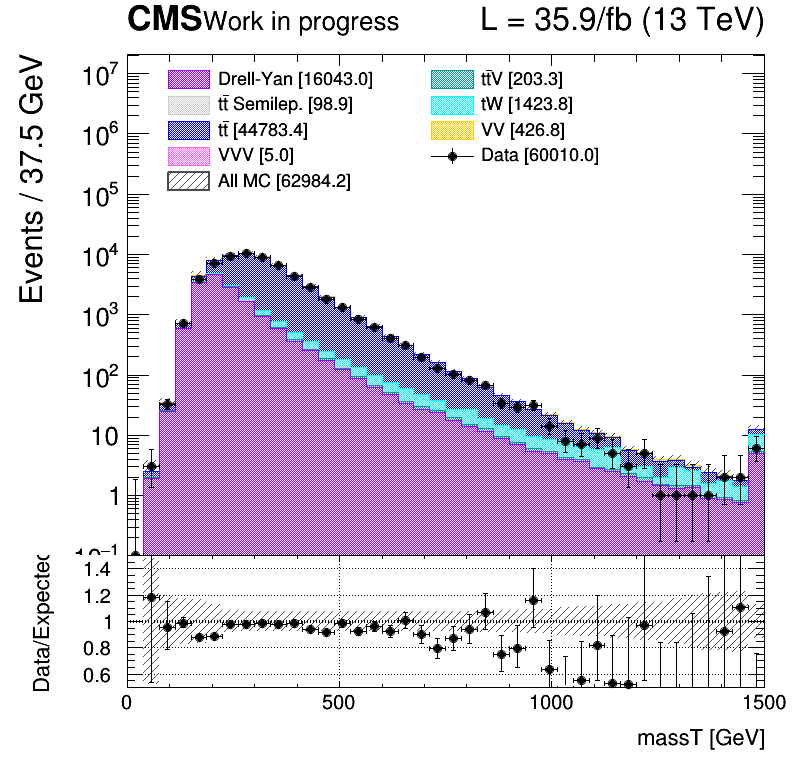 CMS Work in progress L = 35.9/fb (13 TeV)
Events / 37.5 GeV
10⁷
10⁶
10⁵
10⁴
10³
10²
10
1
10⁻¹
Drell-Yan [16043.0]
tt̄ Semilep. [98.9]
tt̄ [44783.4]
VVV [5.0]
All MC [62984.2]
tt̄V [203.3]
tW [1423.8]
VV [426.8]
Data [60010.0]
Data/Expected
1.4
1.2
1
0.8
0.6
0 500 1000 1500
massT [GeV]